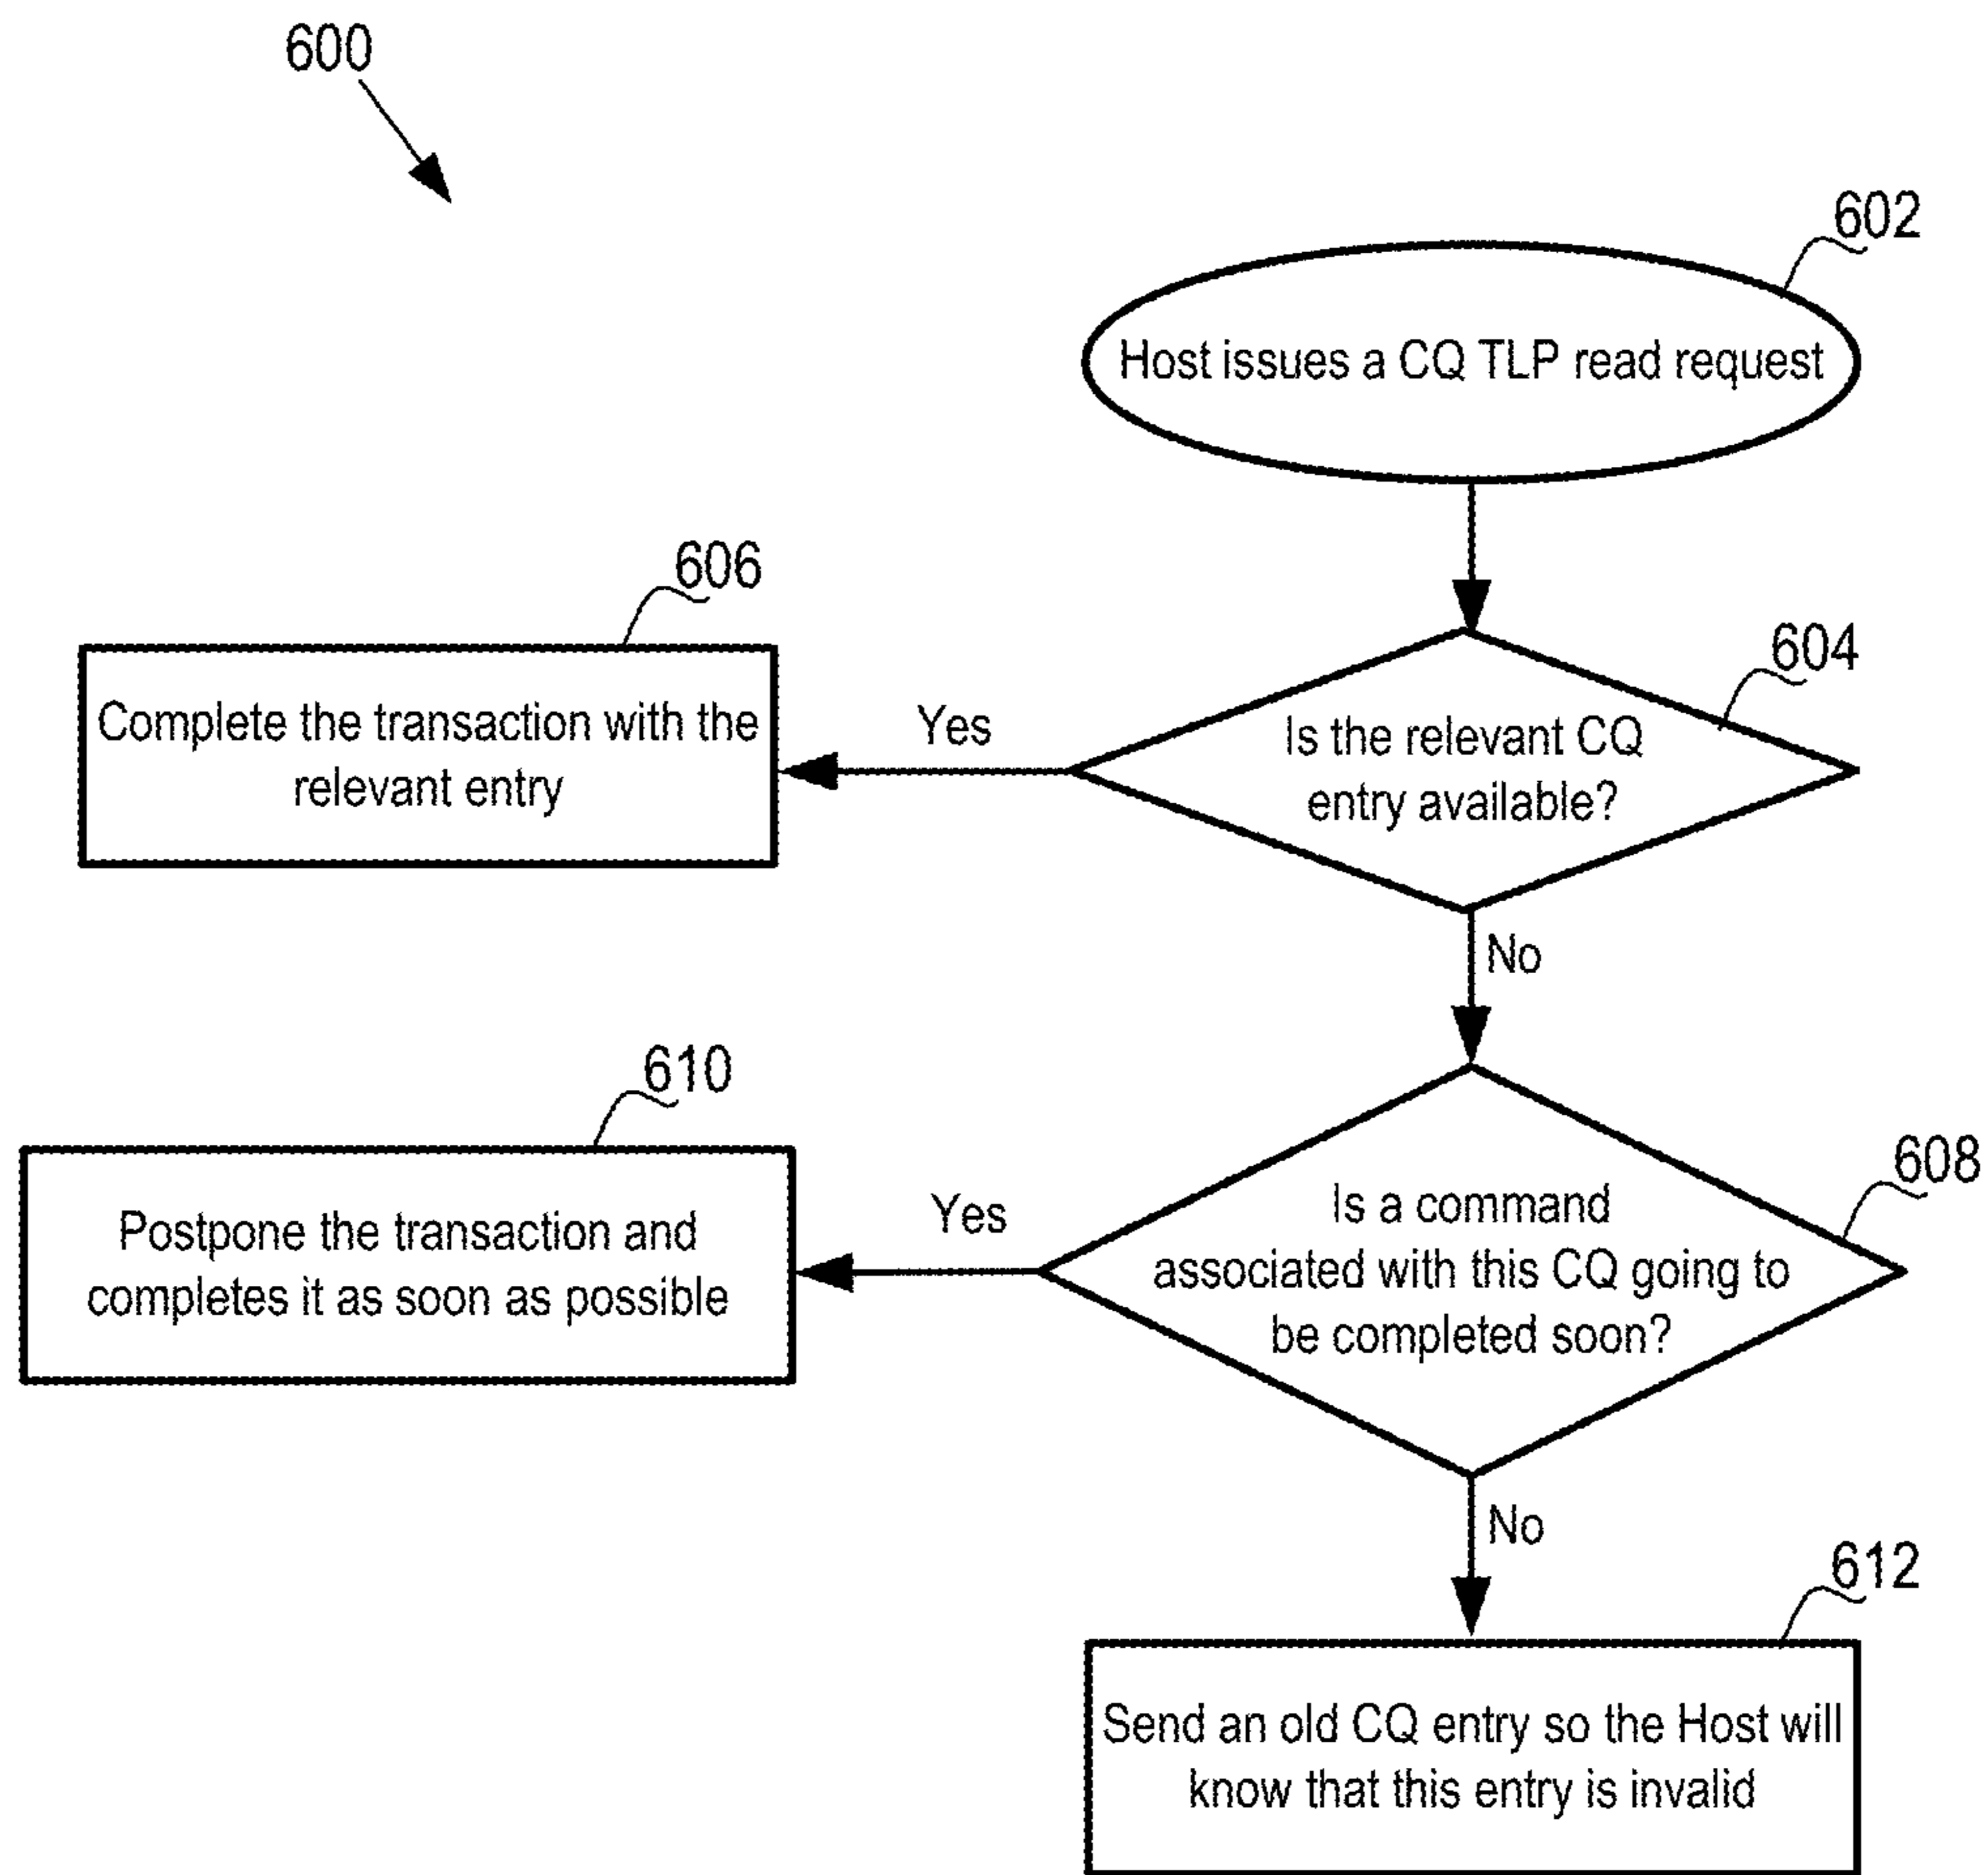 600
602
Host issues a CQ TLP read request
606
604
Complete the transaction with the
relevant entry
Yes
Is the relevant CQ
entry available?
No
610
608
Postpone the transaction and
completes it as soon as possible
Yes
Is a command
associated with this CQ going to
be completed soon?
No
612
Send an old CQ entry so the Host will
know that this entry is invalid